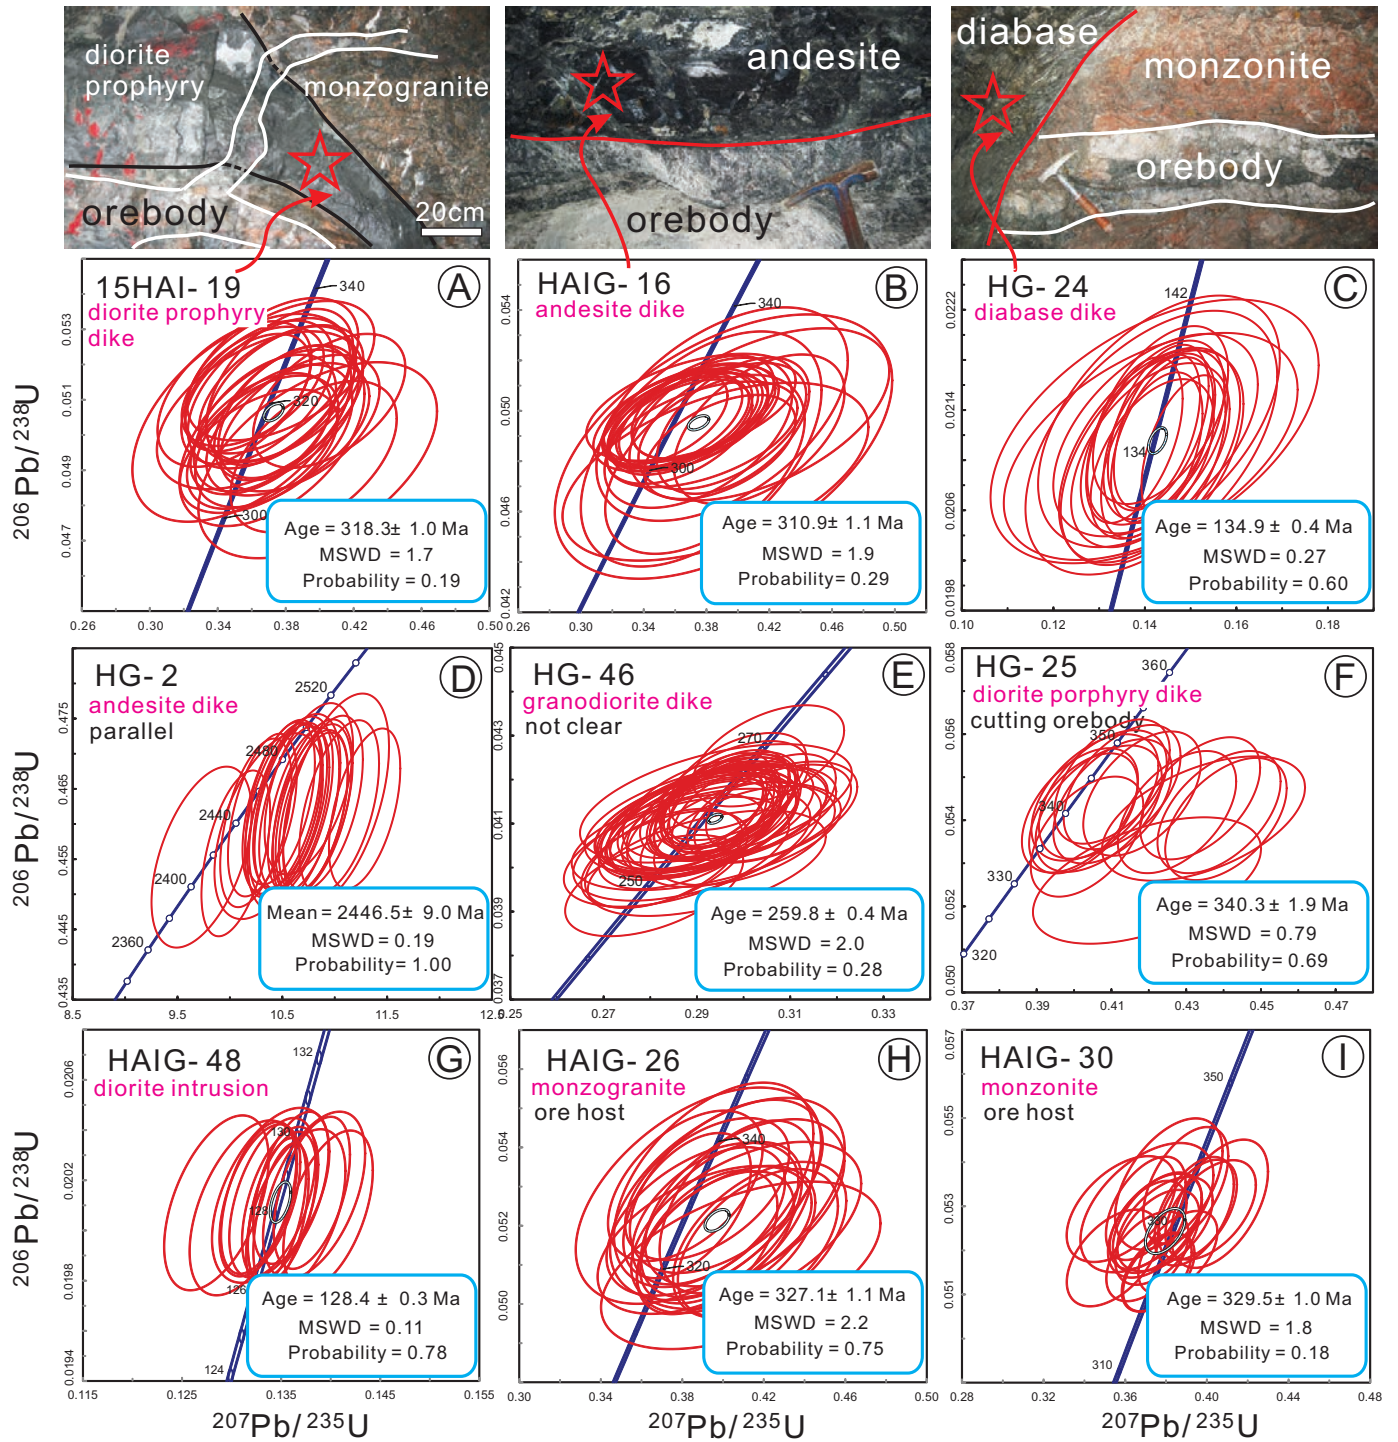 diorite
prophyry
monzogranite
orebody
20cm
andesite
orebody
diabase
monzonite
orebody
15HAI-19
diorite prophyry
dike
A
340
320
300
Age = 318.3± 1.0 Ma
MSWD = 1.7
Probability = 0.19
0.053
0.051
0.049
0.047
0.26 0.30 0.34 0.38 0.42 0.46 0.50
206Pb/238U
HAIG-16
andesite dike
B
340
300
Age = 310.9± 1.1 Ma
MSWD = 1.9
Probability= 0.29
0.054
0.050
0.046
0.042
0.26 0.30 0.34 0.38 0.42 0.46 0.50
HG-24
diabase dike
C
142
134
Age = 134.9 ± 0.4 Ma
MSWD = 0.27
Probability = 0.60
0.0222
0.0214
0.0206
0.0198
0.10 0.12 0.14 0.16 0.18
HG-2
andesite dike
parallel
D
2520
2480
2440
2400
2360
Mean = 2446.5± 9.0 Ma
MSWD = 0.19
Probability= 1.00
0.475
0.465
0.455
0.445
0.435
8.5 9.5 10.5 11.5 12.5
206Pb/238U
HG-46
granodiorite dike
not clear
E
270
250
Age = 259.8 ± 0.4 Ma
MSWD = 2.0
Probability = 0.28
0.045
0.043
0.041
0.039
0.037
0.25 0.27 0.29 0.31 0.33
HG-25
diorite porphyry dike
cutting orebody
F
360
350
340
330
320
Age = 340.3 ± 1.9 Ma
MSWD = 0.79
Probability = 0.69
0.058
0.056
0.054
0.052
0.050
0.37 0.39 0.41 0.43 0.45 0.47
HAIG-48
diorite intrusion
G
132
130
128
126
124
Age = 128.4 ± 0.3 Ma
MSWD = 0.11
Probability = 0.78
0.0206
0.0202
0.0198
0.0194
0.115 0.125 0.135 0.145 0.155
206Pb/238U
207Pb/235U
HAIG-26
monzogranite
ore host
H
340
320
Age = 327.1± 1.1 Ma
MSWD = 2.2
Probability = 0.75
0.056
0.054
0.052
0.050
0.30 0.34 0.38 0.42 0.46 0.50
207Pb/235U
HAIG-30
monzonite
ore host
I
350
330
310
Age = 329.5± 1.0 Ma
MSWD = 1.8
Probability = 0.18
0.057
0.055
0.053
0.051
0.28 0.32 0.36 0.40 0.44 0.48
207Pb/235U